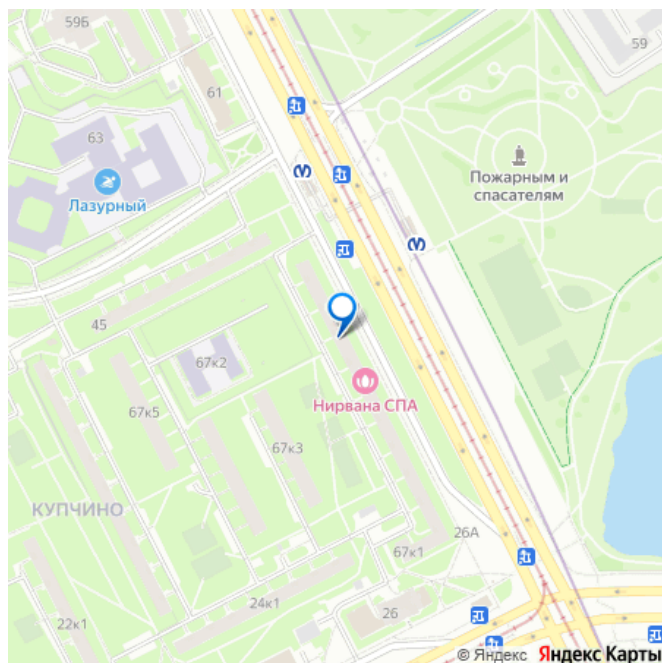 59Б
59
61
63
Лазурный
Пожарным и
спасателям
45
67к2
67к5
Нирвана СПА
67к3
КУПЧИНО
26А
67к1
24к1
26
22к1
© Яндекс Яндекс Карты